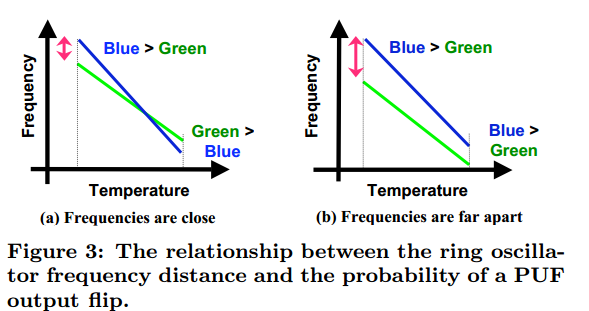 Frequency
Blue > Green
Green >
Blue
Temperature
(a) Frequencies are close
Frequency
Blue > Green
Blue >
Green
Temperature
(b) Frequencies are far apart
Figure 3: The relationship between the ring oscilla-
tor frequency distance and the probability of a PUF
output flip.